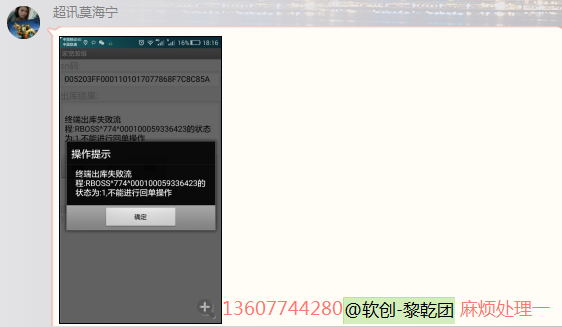 超讯莫海宁
16% 18:16
005203FF0001101017077868F7C8C85A
出库结果:
终端出库失败流
程:RBOSS^774^000100059336423的状
态为:1,不能进行回单操作
操作提示
终端出库失败流
程:RBOSS^774^000100059336423的
状态为:1,不能进行回单操作
确定
13607744280@软创-黎乾团 麻烦处理一